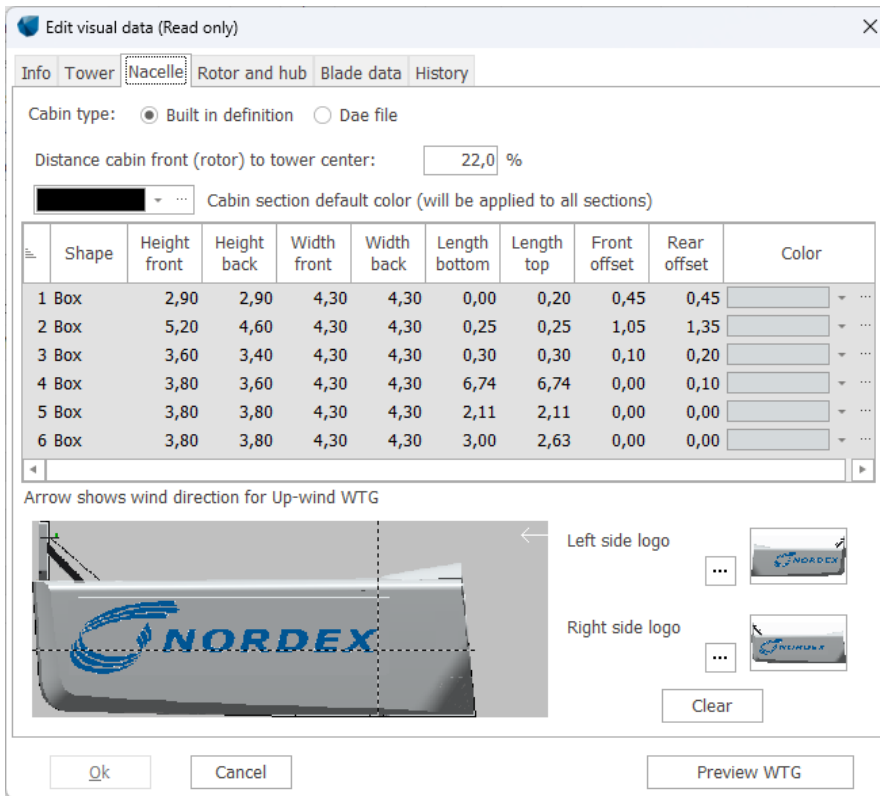 Edit visual data (Read only)
Info Tower Nacelle Rotor and hub Blade data History
Cabin type: Built in definition Dae file
Distance cabin front (rotor) to tower center: 22,0 %
Cabin section default color (will be applied to all sections)
Shape Height front Height back Width front Width back Length bottom Length top Front offset Rear offset Color
1 Box 2,90 2,90 4,30 4,30 0,00 0,20 0,45 0,45
2 Box 5,20 4,60 4,30 4,30 0,25 0,25 1,05 1,35
3 Box 3,60 3,40 4,30 4,30 0,30 0,30 0,10 0,20
4 Box 3,80 3,60 4,30 4,30 6,74 6,74 0,00 0,10
5 Box 3,80 3,80 4,30 4,30 2,11 2,11 0,00 0,00
6 Box 3,80 3,80 4,30 4,30 3,00 2,63 0,00 0,00
Arrow shows wind direction for Up-wind WTG
NORDEX
Left side logo
... NORDEX
Right side logo
... NORDEX
Clear
Ok Cancel Preview WTG